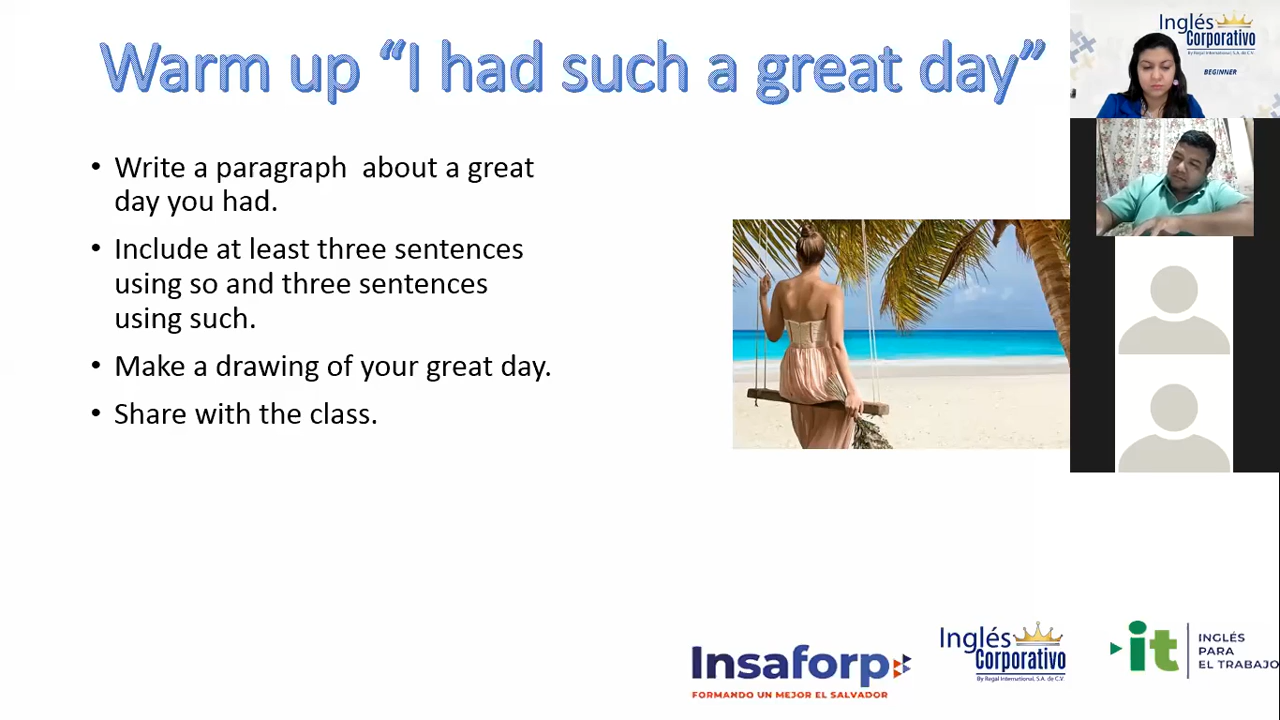 Warm up “I had such a great day”
• Write a paragraph  about a great
day you had.
• Include at least three sentences
using so and three sentences
using such.
• Make a drawing of your great day.
• Share with the class.
Inglés
Corporativo
By Regal International, S.A. de C.V.
BEGINNER
Insaforp
FORMANDO UN MEJOR EL SALVADOR
Inglés
Corporativo
By Regal International, S.A. de C.V.
it
INGLÉS
PARA
EL TRABAJO